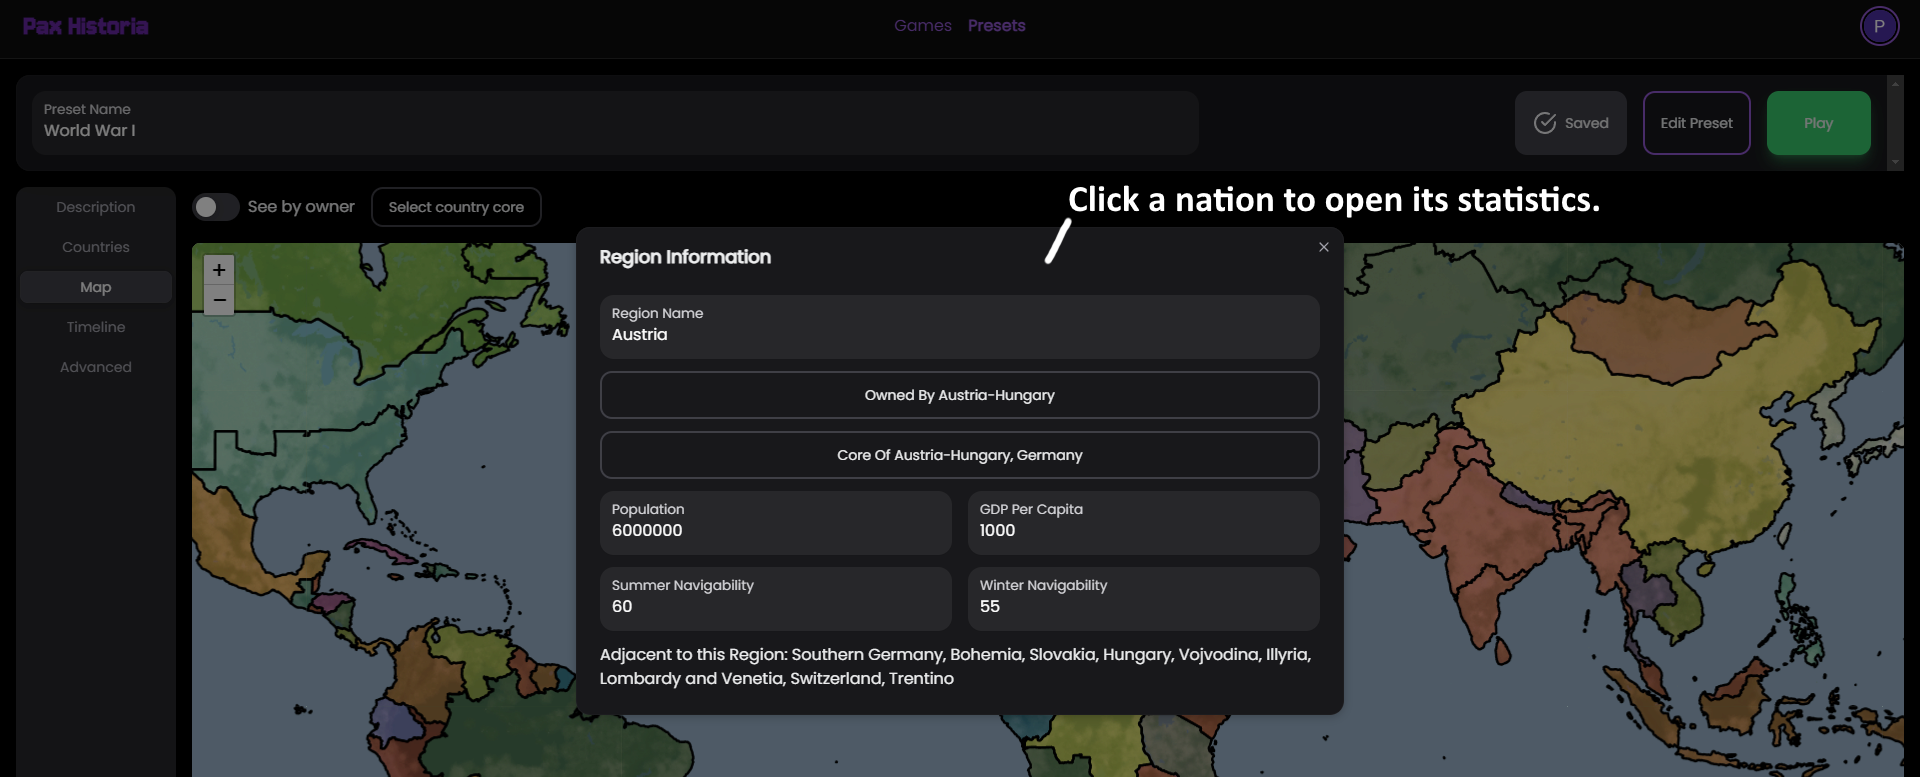 Pax Historia
Games
Presets
P
Preset Name
World War I
Saved
Edit Preset
Play
Description
Countries
Map
Timeline
Advanced
See by owner
Select country core
Click a nation to open its statistics.
+
−
Region Information
×
Region Name
Austria
Owned By Austria-Hungary
Core Of Austria-Hungary, Germany
Population
6000000
GDP Per Capita
1000
Summer Navigability
60
Winter Navigability
55
Adjacent to this Region: Southern Germany, Bohemia, Slovakia, Hungary, Vojvodina, Illyria,
Lombardy and Venetia, Switzerland, Trentino